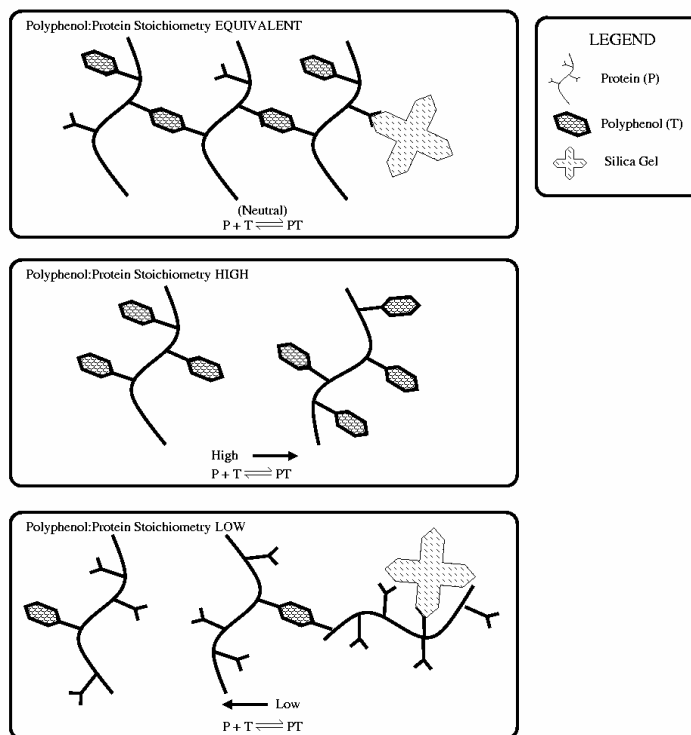 Polyphenol:Protein Stoichiometry EQUIVALENT
(Neutral)
P + T ⇌ PT
LEGEND
Protein (P)
Polyphenol (T)
Silica Gel
Polyphenol:Protein Stoichiometry HIGH
High
P + T ⇌ PT
Polyphenol:Protein Stoichiometry LOW
Low
P + T ⇌ PT